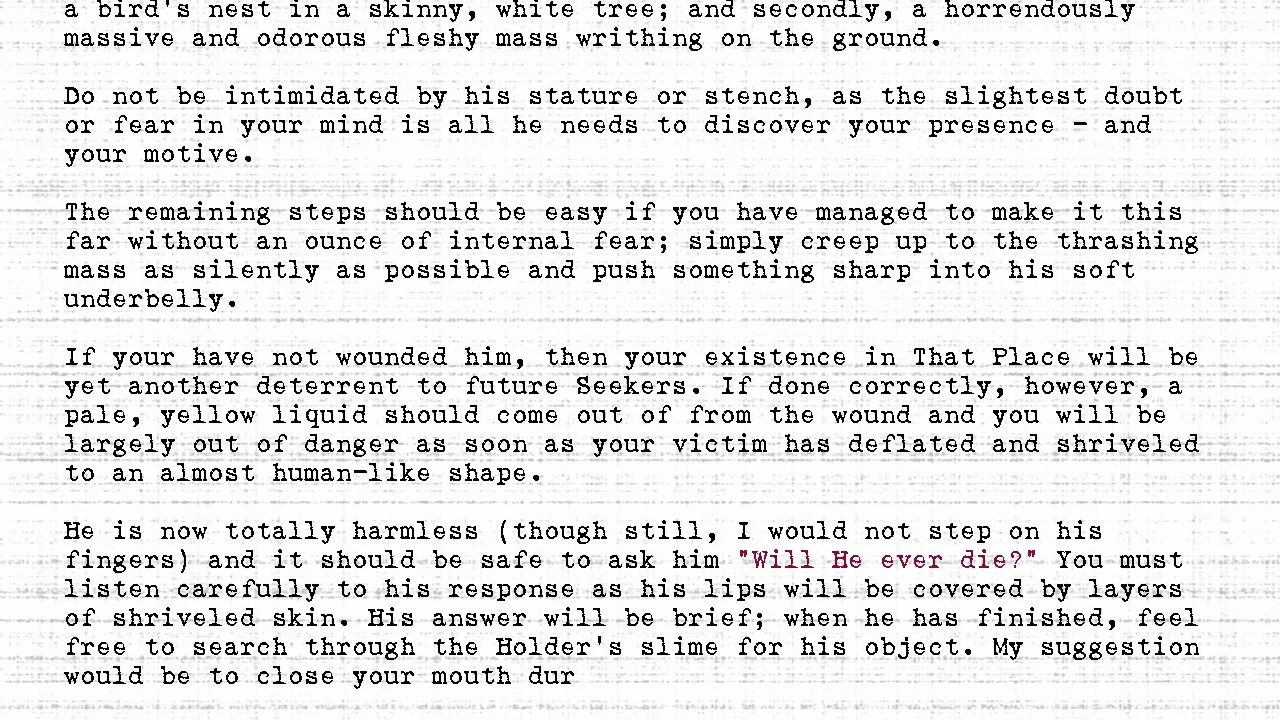 a bird's nest in a skinny, white tree; and secondly, a horrendously
massive and odorous fleshy mass writhing on the ground.
Do not be intimidated by his stature or stench, as the slightest doubt
or fear in your mind is all he needs to discover your presence - and
your motive.
The remaining steps should be easy if you have managed to make it this
far without an ounce of internal fear; simply creep up to the thrashing
mass as silently as possible and push something sharp into his soft
underbelly.
If your have not wounded him, then your existence in That Place will be
yet another deterrent to future Seekers. If done correctly, however, a
pale, yellow liquid should come out of from the wound and you will be
largely out of danger as soon as your victim has deflated and shriveled
to an almost human-like shape.
He is now totally harmless (though still, I would not step on his
fingers) and it should be safe to ask him "Will He ever die?" You must
listen carefully to his response as his lips will be covered by layers
of shriveled skin. His answer will be brief; when he has finished, feel
free to search through the Holder's slime for his object. My suggestion
would be to close your mouth dur